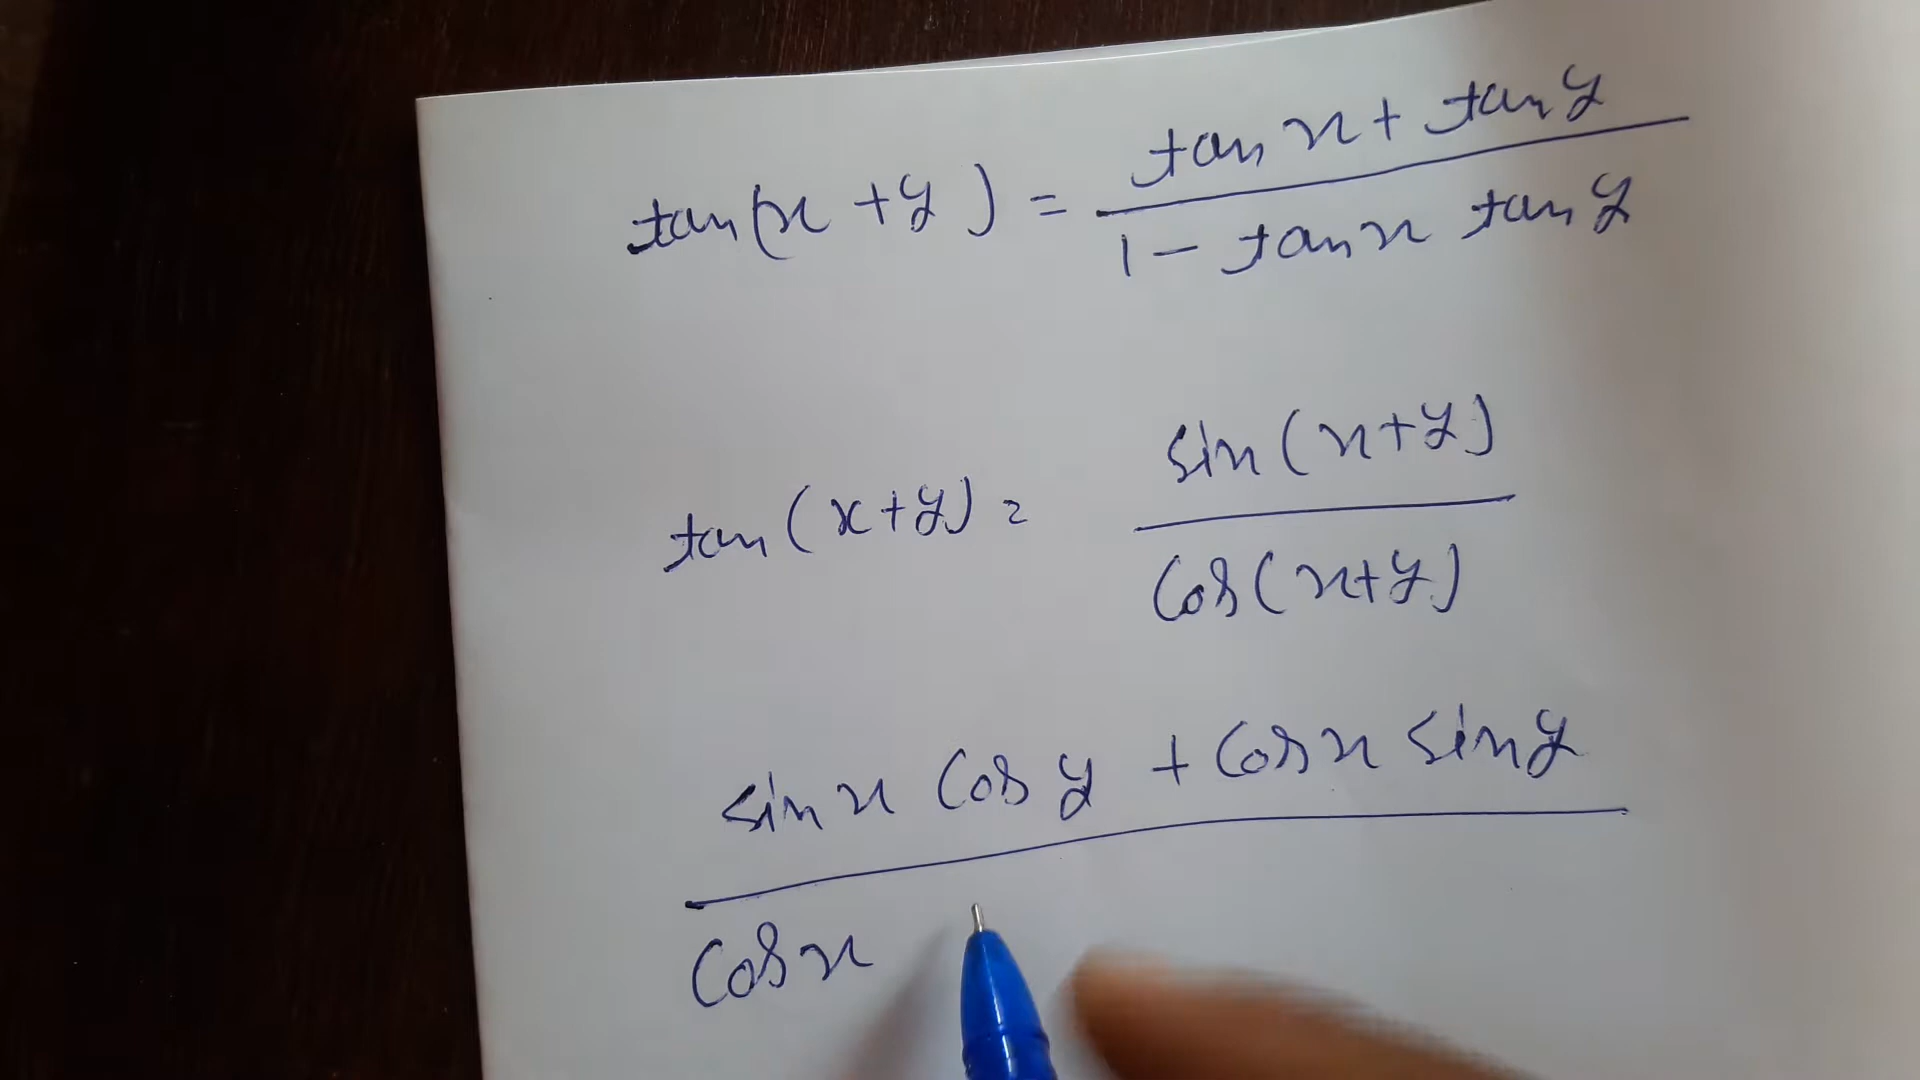 tan(x + y) = tan x + tan y / 1 - tan x tan y
tan(x+y) = sin(x+y) / cos(x+y)
sin x cos y + cos x sin y
cos x